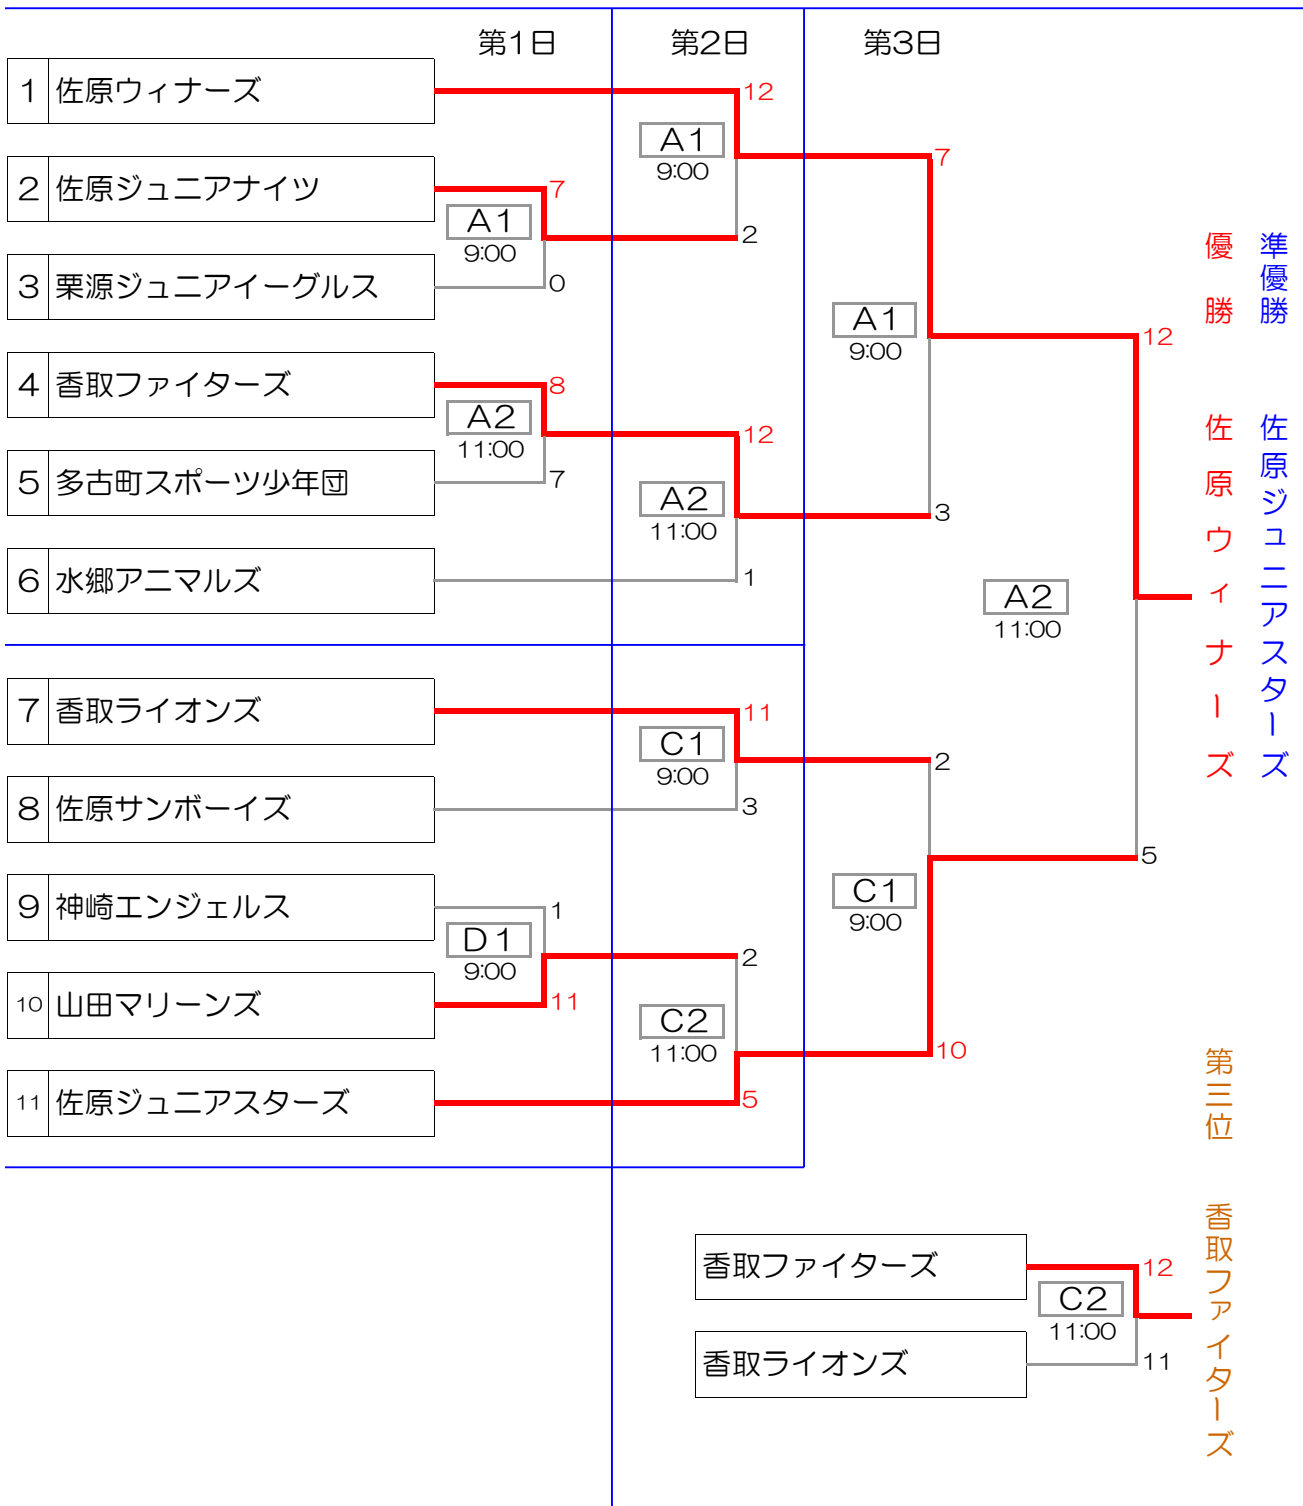 第1日 第2日 第3日
1 佐原ウィナーズ
2 佐原ジュニアナイツ
3 栗源ジュニアイーグルス
4 香取ファイターズ
5 多古町スポーツ少年団
6 水郷アニマルズ
7 香取ライオンズ
8 佐原サンボーイズ
9 神崎エンジェルス
10 山田マリーンズ
11 佐原ジュニアスターズ
7
A1
9:00
0
8
A2
11:00
7
1
D1
9:00
11
12
A1
9:00
2
12
A2
11:00
1
11
C1
9:00
3
2
C2
11:00
5
7
A1
9:00
3
2
C1
9:00
10
12
A2
11:00
5
優勝 佐原ウィナーズ
準優勝 佐原ジュニアスターズ
第三位 香取ファイターズ
香取ファイターズ
香取ライオンズ
12
C2
11:00
11